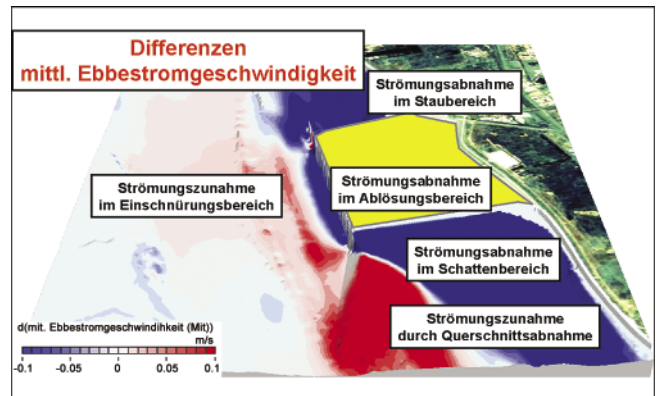 Differenzen
mittl. Ebbestromgeschwindigkeit
Strömungsabnahme
im Staubereich
Strömungszunahme
im Einschnürungsbereich
Strömungsabnahme
im Ablösungsbereich
Strömungsabnahme
im Schattenbereich
Strömungszunahme
durch Querschnittsabnahme
d(mit. Ebbestromgeschwindihkeit (Mit))
m/s
-0.1 -0.05 0 0.05 0.1